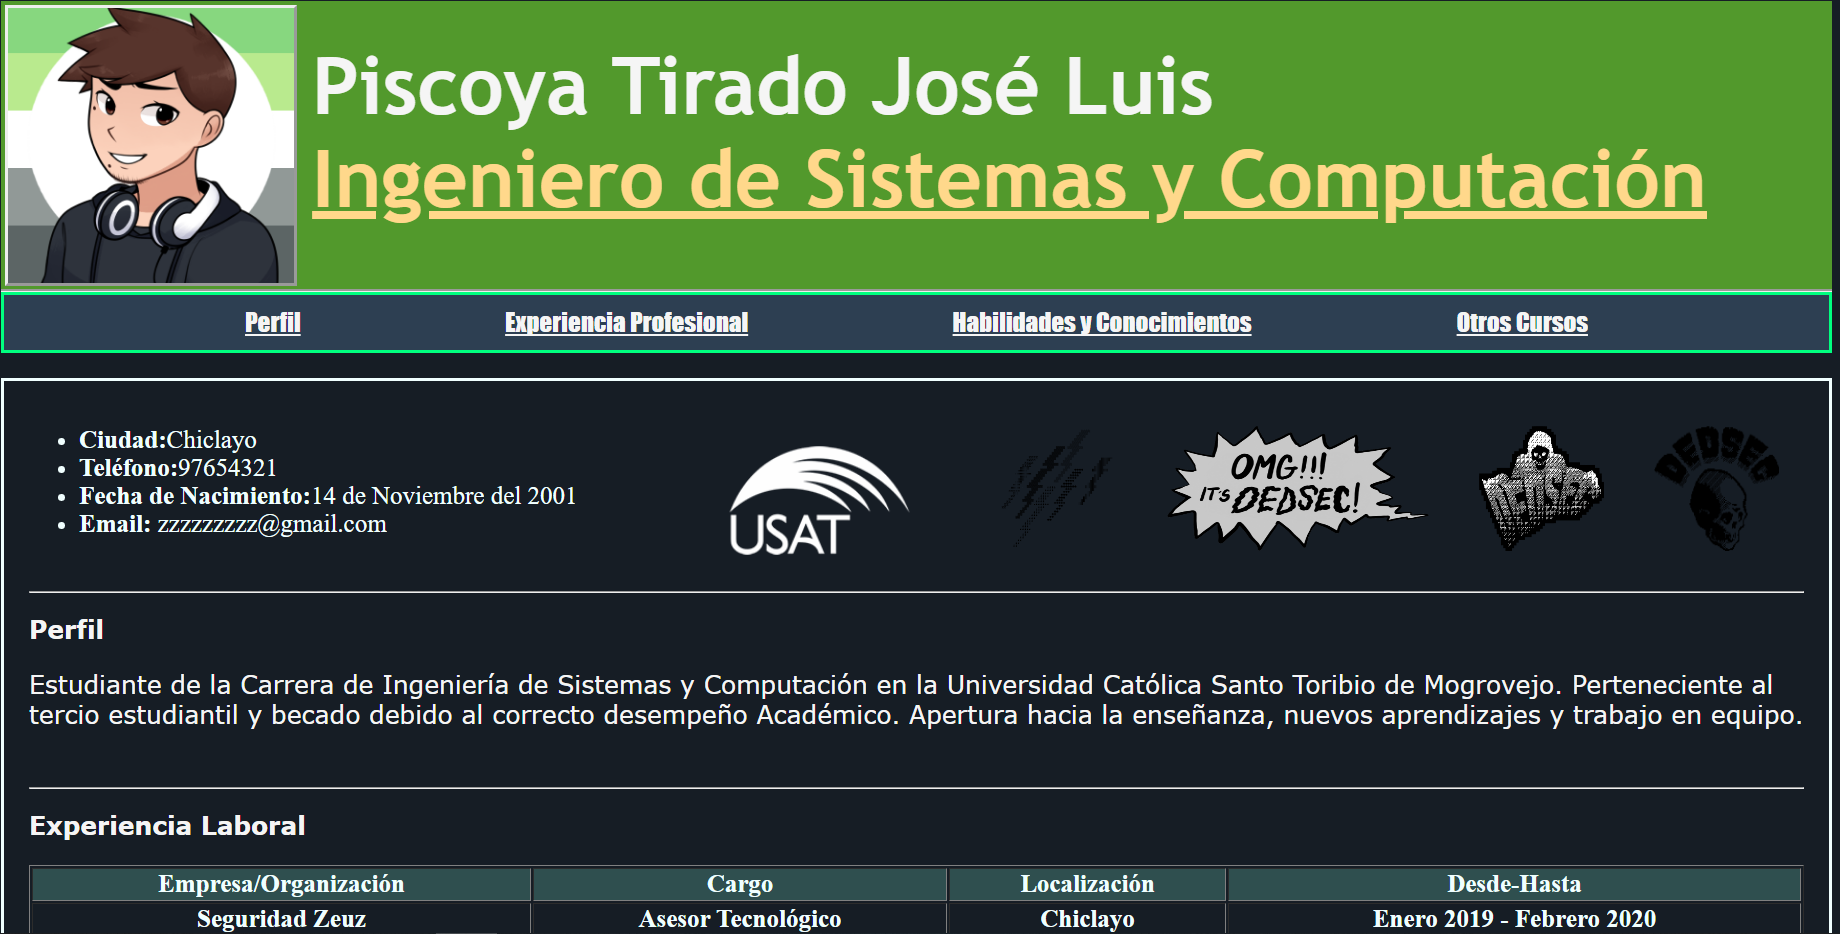 Piscoya Tirado José Luis
Ingeniero de Sistemas y Computación
Perfil
Experiencia Profesional
Habilidades y Conocimientos
Otros Cursos
Ciudad:Chiclayo
Teléfono:97654321
Fecha de Nacimiento:14 de Noviembre del 2001
Email: zzzzzzzzz@gmail.com
USAT
OMG!!!
IT'S DEDSEC!
DEDSEC
DEDSEC
Perfil
Estudiante de la Carrera de Ingeniería de Sistemas y Computación en la Universidad Católica Santo Toribio de Mogrovejo. Perteneciente al
tercio estudiantil y becado debido al correcto desempeño Académico. Apertura hacia la enseñanza, nuevos aprendizajes y trabajo en equipo.
Experiencia Laboral
Empresa/Organización Cargo Localización Desde-Hasta
Seguridad Zeuz Asesor Tecnológico Chiclayo Enero 2019 - Febrero 2020